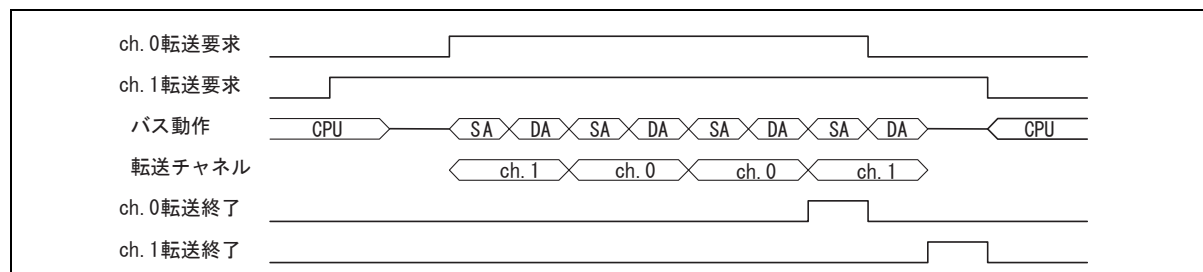 ch. 0転送要求
ch. 1転送要求
バス動作 CPU SA DA SA DA SA DA SA DA CPU
転送チャネル ch. 1 ch. 0 ch. 0 ch. 1
ch. 0転送終了
ch. 1転送終了